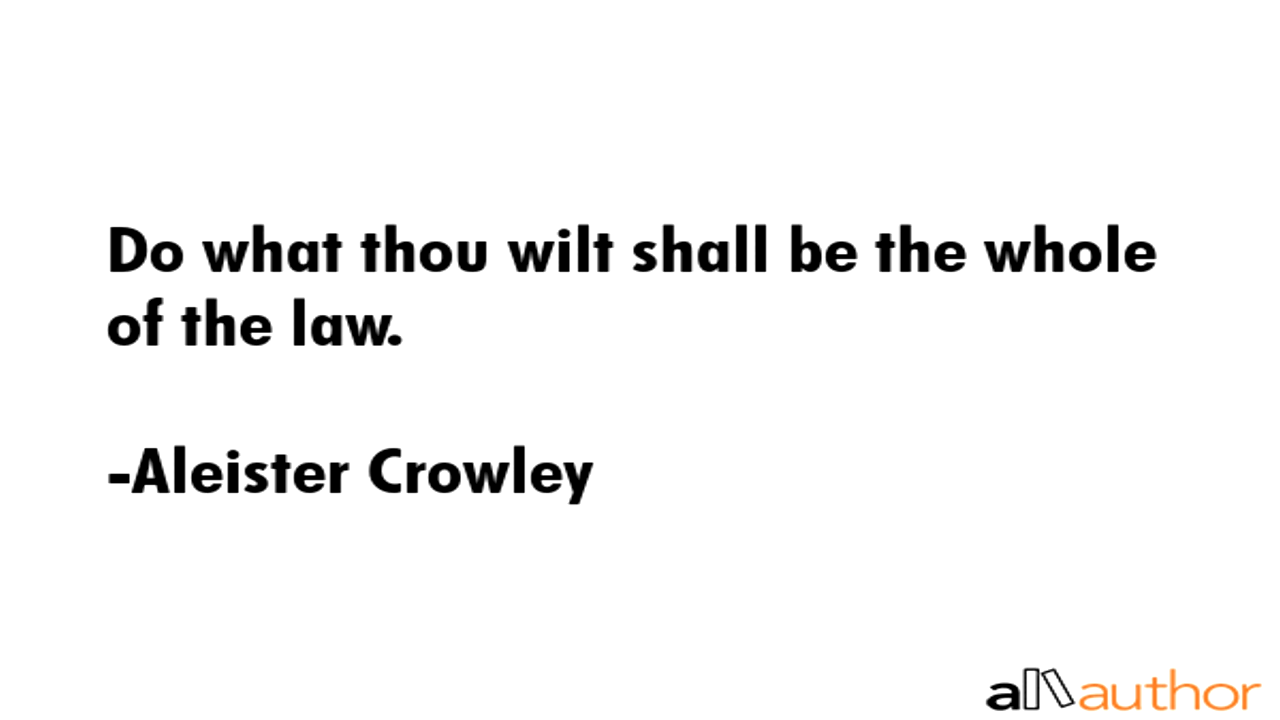 Do what thou wilt shall be the whole
of the law.
-Aleister Crowley
allauthor